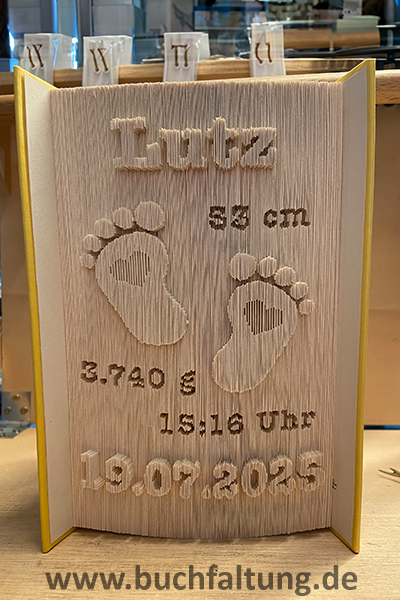 Lutz
53 cm
3.740 g
15:16 Uhr
19.07.2025
www.buchfaltung.de